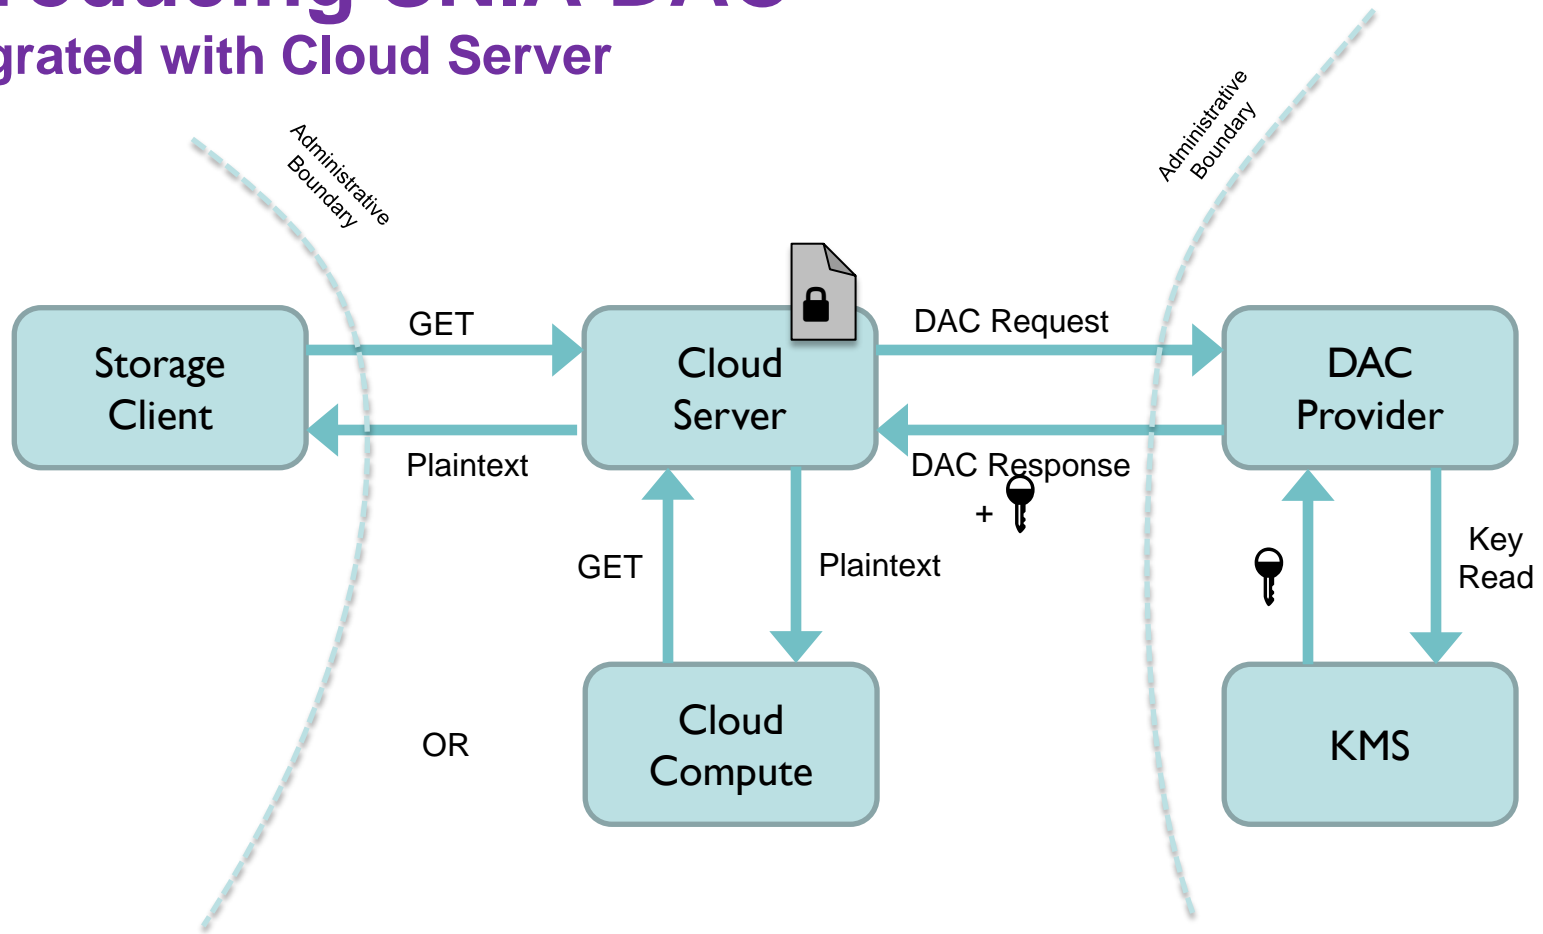 grated with Cloud Server
Administrative
Boundary
Administrative
Boundary
GET
DAC Request
Storage
Client
Cloud
Server
DAC
Provider
Plaintext
DAC Response
+
GET
Plaintext
Key
Read
OR
Cloud
Compute
KMS